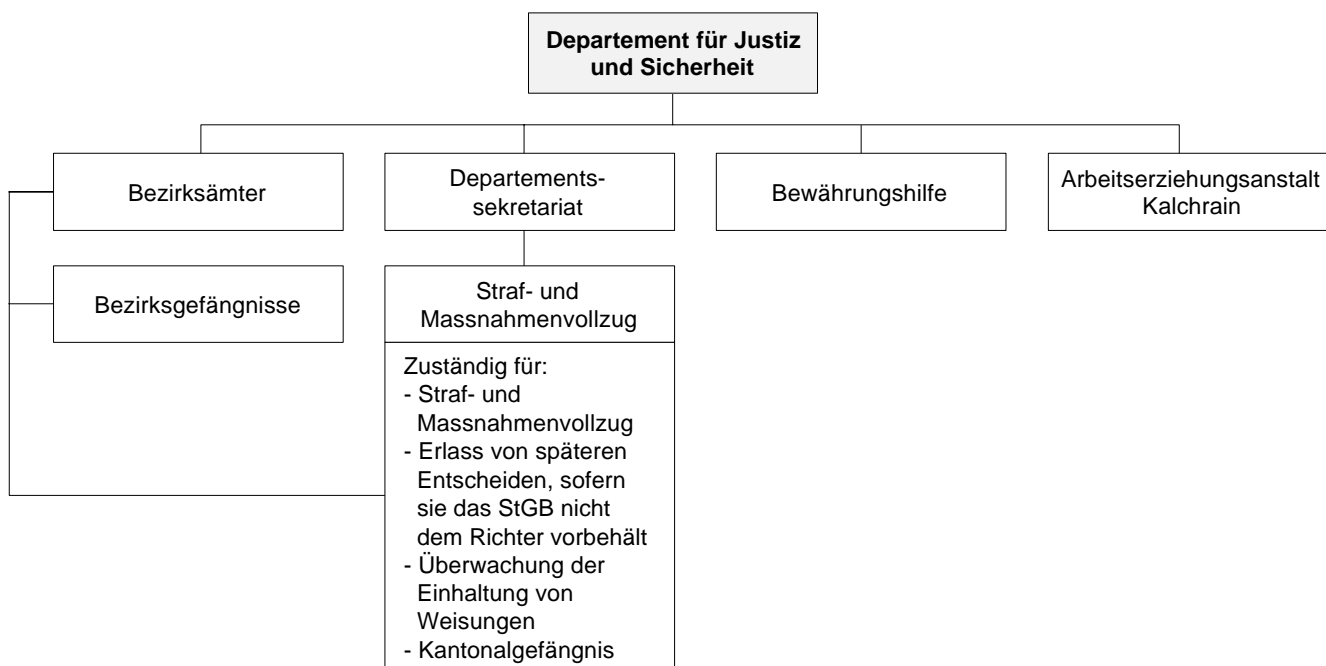 Departement für Justiz
und Sicherheit
Bezirksämter
Departements-
sekretariat
Bewährungshilfe
Arbeitserziehungsanstalt
Kalchrain
Bezirksgefängnisse
Straf- und
Massnahmenvollzug
Zuständig für:
- Straf- und
Massnahmenvollzug
- Erlass von späteren
Entscheiden, sofern
sie das StGB nicht
dem Richter vorbehält
- Überwachung der
Einhaltung von
Weisungen
- Kantonalgefängnis